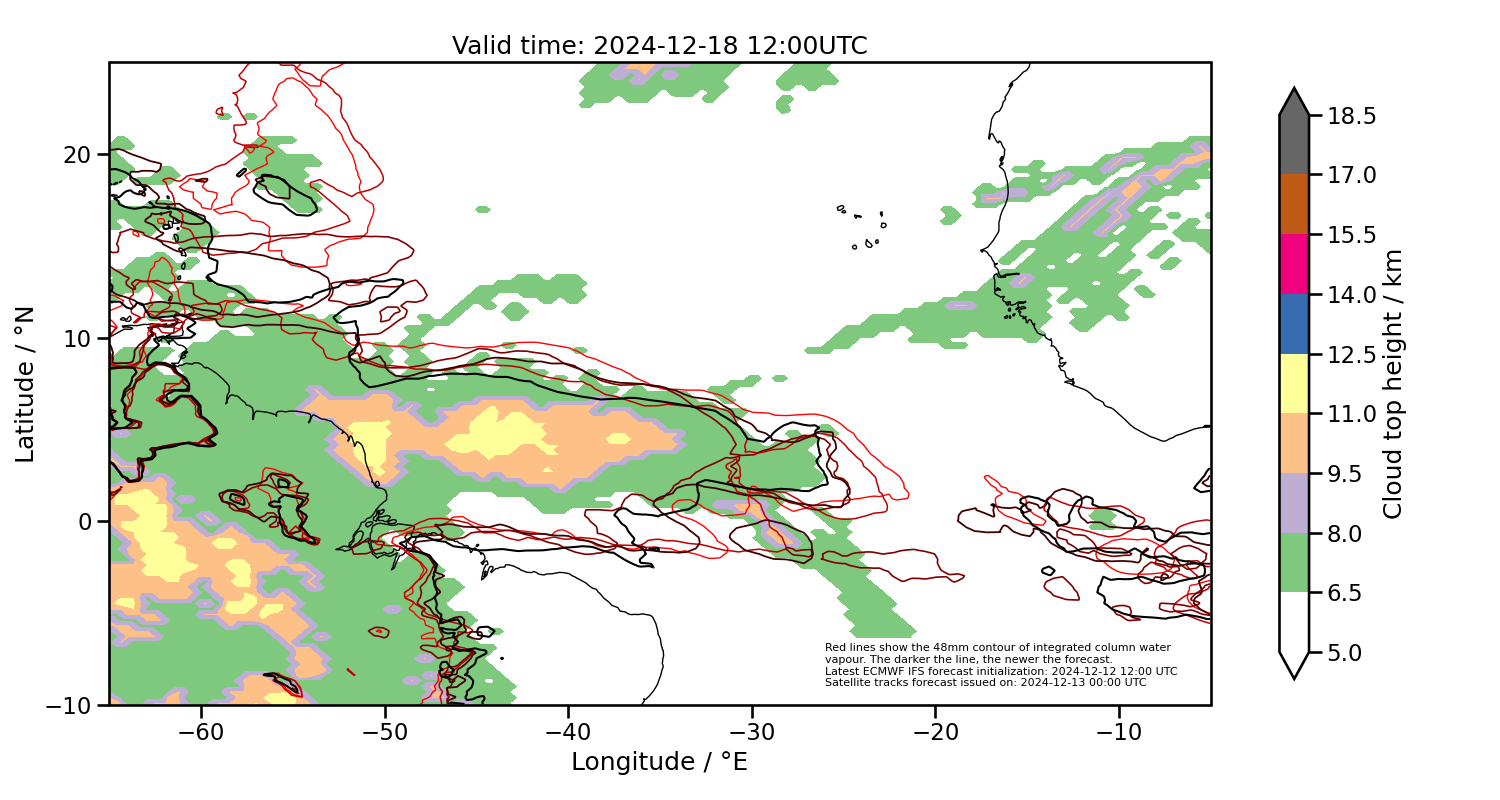 Valid time: 2024-12-18 12:00UTC
20
10
0
−10
Latitude / °N
−60
−50
−40
−30
−20
−10
Longitude / °E
Red lines show the 48mm contour of integrated column water
vapour. The darker the line, the newer the forecast.
Latest ECMWF IFS forecast initialization: 2024-12-12 12:00 UTC
Satellite tracks forecast issued on: 2024-12-13 00:00 UTC
18.5
17.0
15.5
14.0
12.5
11.0
9.5
8.0
6.5
5.0
Cloud top height / km